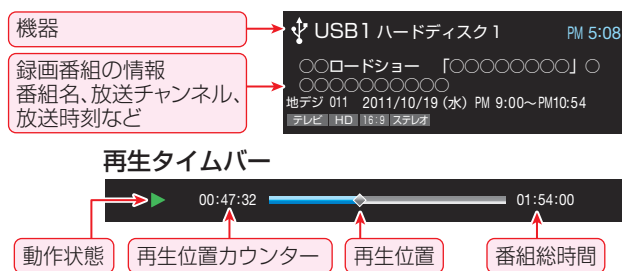 機器
USB1 ハードディスク1 PM 5:08
録画番組の情報
番組名、放送チャンネル、
放送時刻など
○○ロードショー 「○○○○○○○○」○
○○○○○○○○○○
地デジ 011 2011/10/19 (水) PM 9:00~PM10:54
テレビ HD 16:9 ステレオ
再生タイムバー
00:47:32 01:54:00
動作状態 再生位置カウンター 再生位置 番組総時間